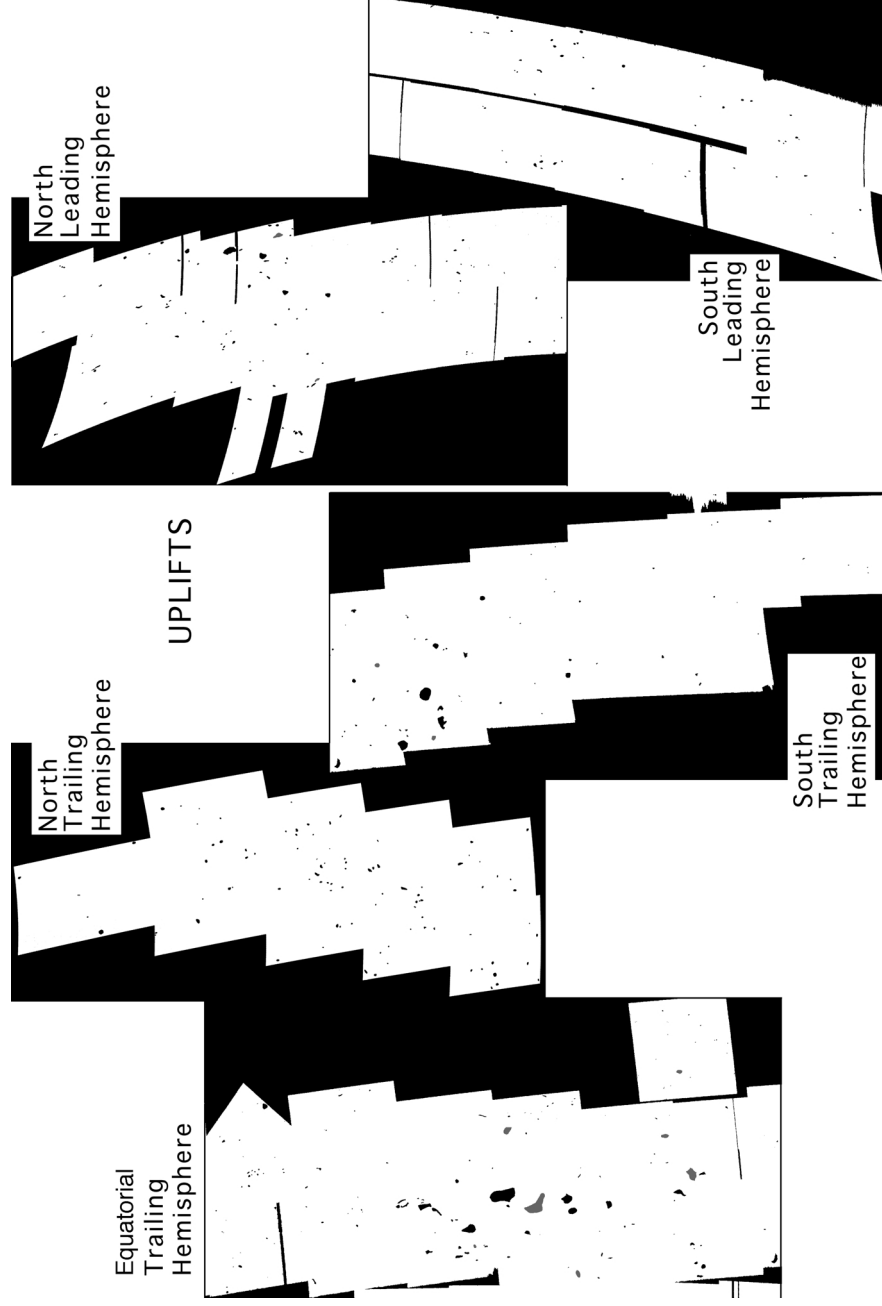 North
Leading
Hemisphere
South
Leading
Hemisphere
UPLIFTS
North
Trailing
Hemisphere
South
Trailing
Hemisphere
Equatorial
Trailing
Hemisphere